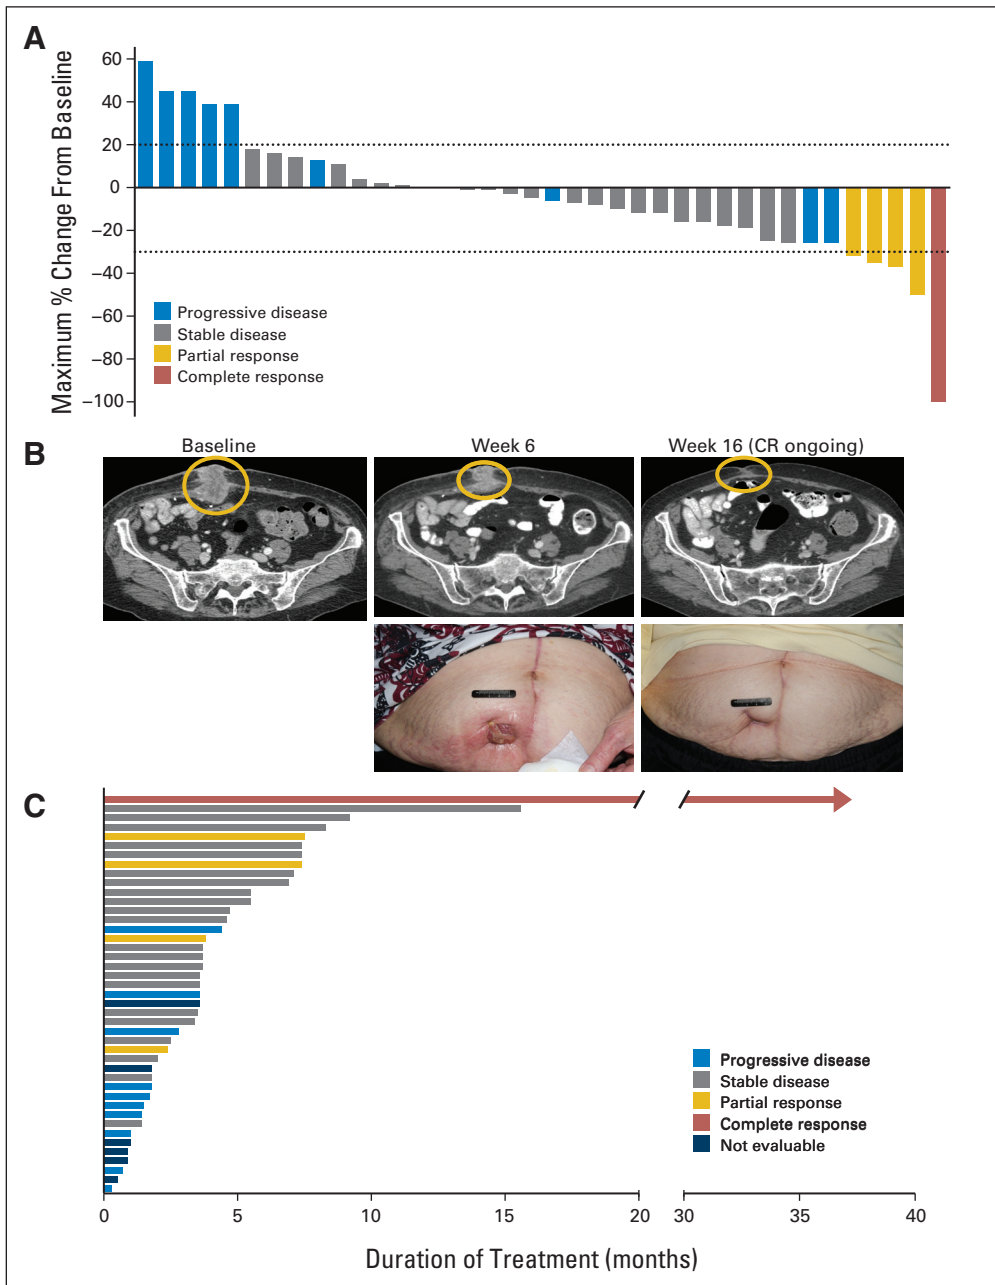 A
Maximum % Change From Baseline
60
40
20
0
−20
−40
−60
−80
−100
Progressive disease
Stable disease
Partial response
Complete response
B
Baseline
Week 6
Week 16 (CR ongoing)
C
Progressive disease
Stable disease
Partial response
Complete response
Not evaluable
0 5 10 15 20 30 35 40
Duration of Treatment (months)